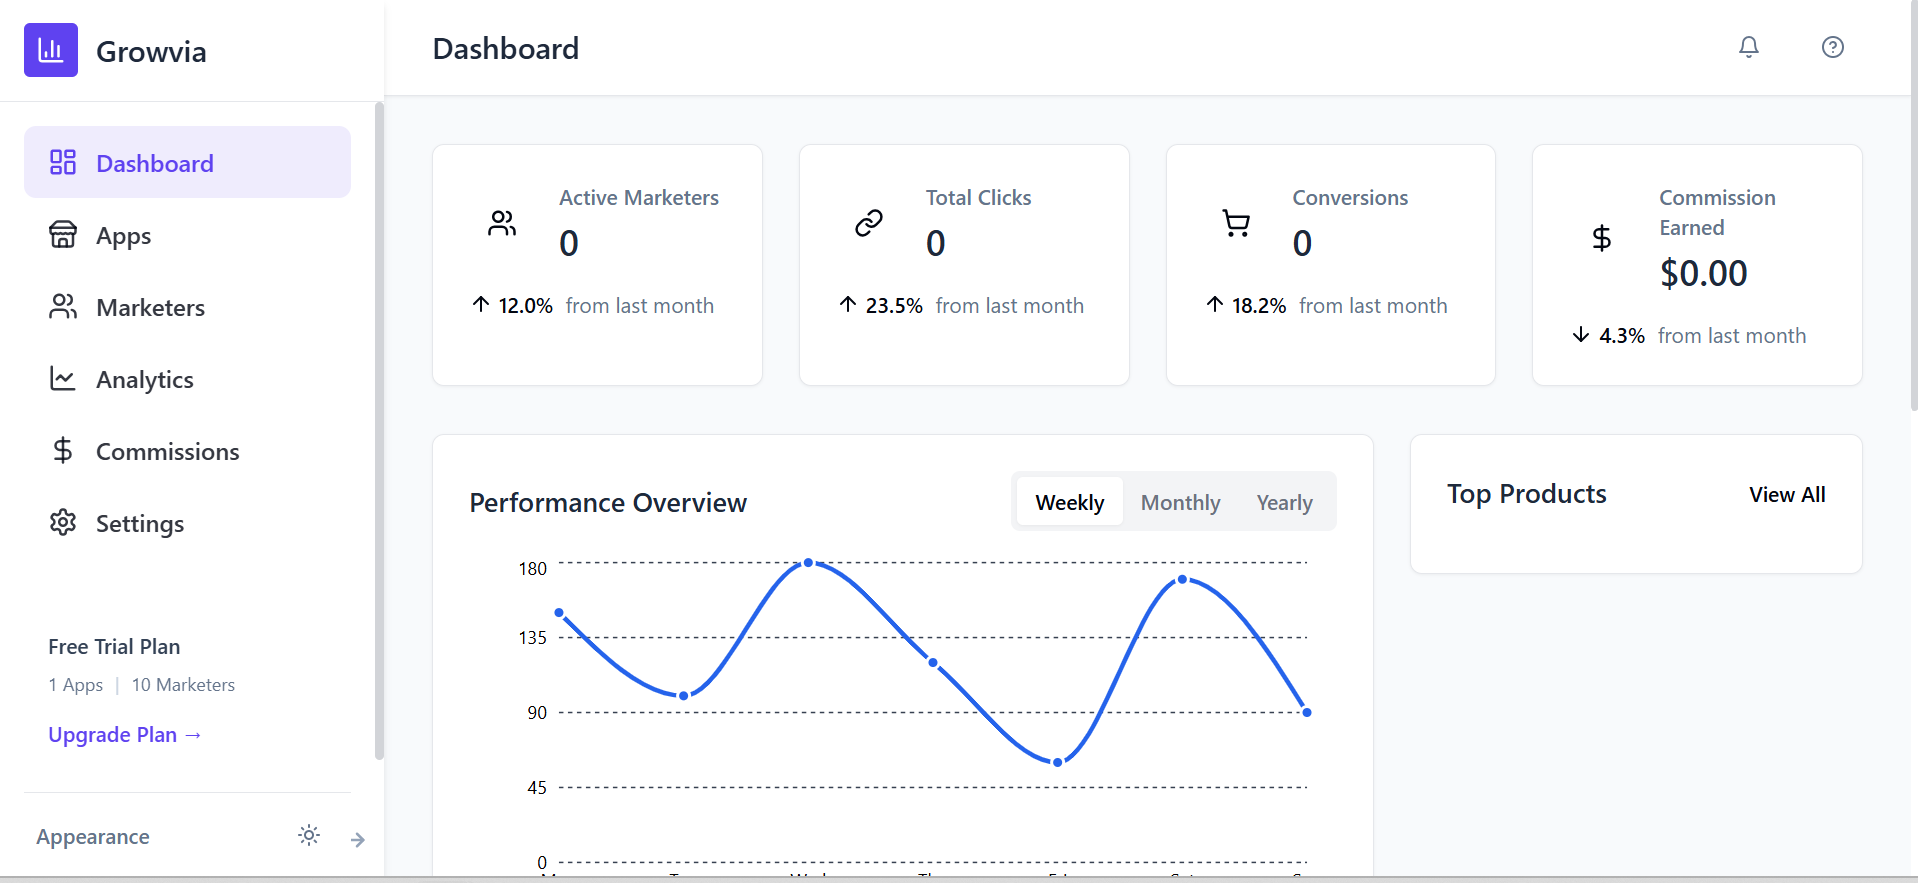 Growvia
Dashboard
Apps
Marketers
Analytics
Commissions
Settings
Free Trial Plan
1 Apps | 10 Marketers
Upgrade Plan →
Appearance
Dashboard
Active Marketers
0
↑ 12.0% from last month
Total Clicks
0
↑ 23.5% from last month
Conversions
0
↑ 18.2% from last month
Commission
Earned
$0.00
↓ 4.3% from last month
Performance Overview
Weekly Monthly Yearly
180
135
90
45
0
Top Products View All